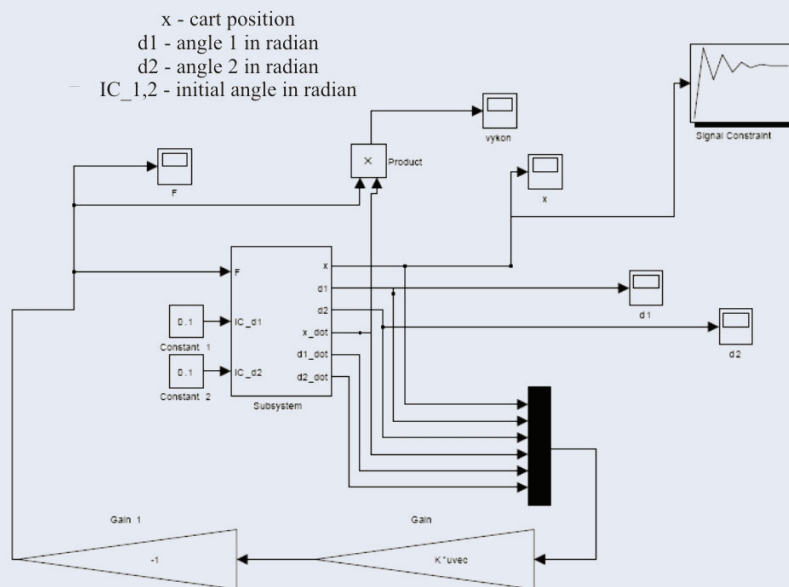 x - cart position
d1 - angle 1 in radian
d2 - angle 2 in radian
IC_1,2 - initial angle in radian
vykon
Signal Constraint
×
Product
F
x
F
x
d1
d2
d1
0.1
IC_d1
x_dot
d2
Constant 1
d1_dot
0.1
IC_d2
d2_dot
Constant 2
Subsystem
Gain 1
Gain
-1
K*uvec